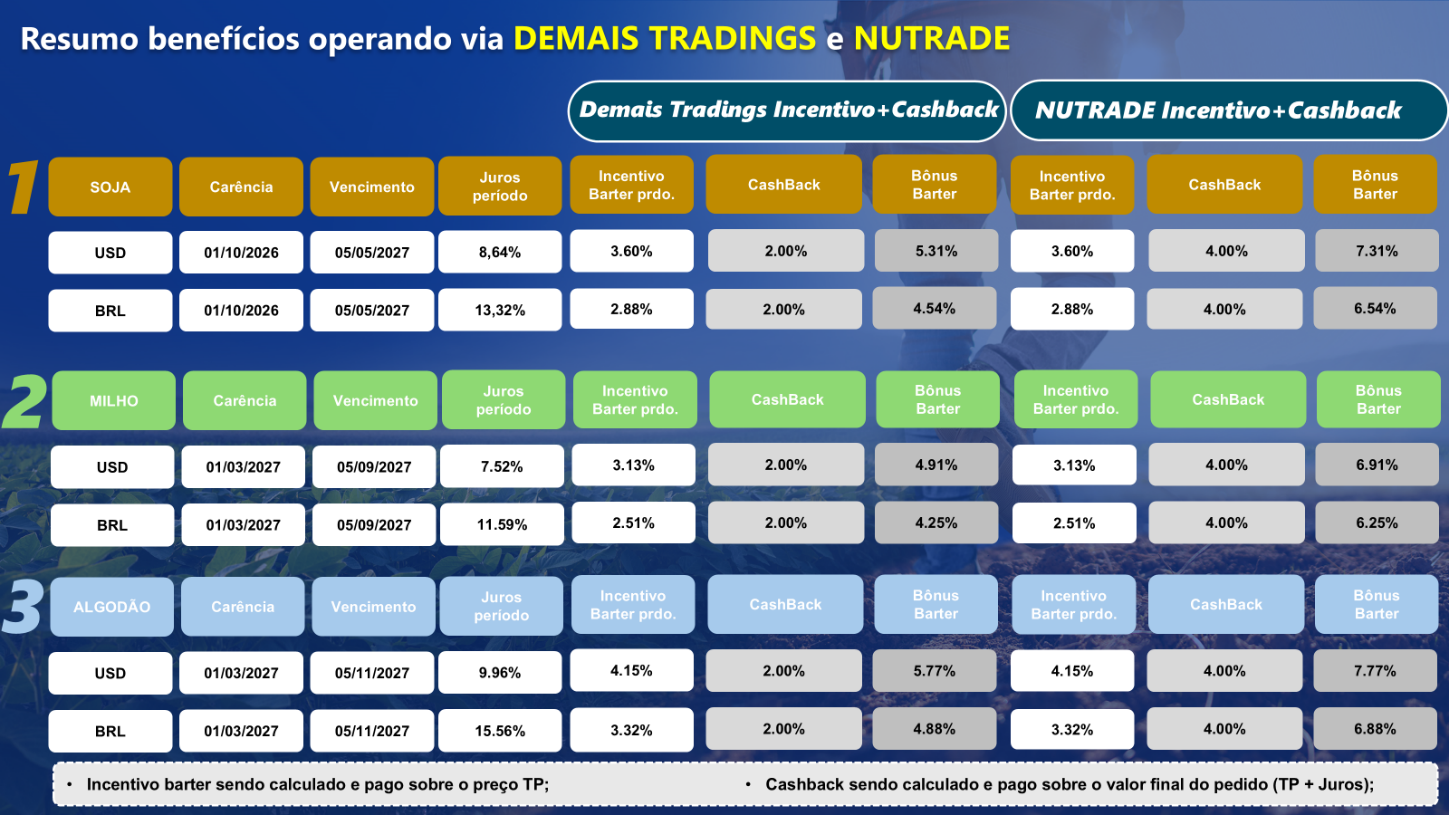 Resumo benefícios operando via DEMAIS TRADINGS e NUTRADE
Demais Tradings Incentivo+Cashback NUTRADE Incentivo+Cashback
1 SOJA Carência Vencimento Juros período Incentivo Barter prdo. CashBack Bônus Barter Incentivo Barter prdo. CashBack Bônus Barter
USD 01/10/2026 05/05/2027 8,64% 3.60% 2.00% 5.31% 3.60% 4.00% 7.31%
BRL 01/10/2026 05/05/2027 13,32% 2.88% 2.00% 4.54% 2.88% 4.00% 6.54%
2 MILHO Carência Vencimento Juros período Incentivo Barter prdo. CashBack Bônus Barter Incentivo Barter prdo. CashBack Bônus Barter
USD 01/03/2027 05/09/2027 7.52% 3.13% 2.00% 4.91% 3.13% 4.00% 6.91%
BRL 01/03/2027 05/09/2027 11.59% 2.51% 2.00% 4.25% 2.51% 4.00% 6.25%
3 ALGODÃO Carência Vencimento Juros período Incentivo Barter prdo. CashBack Bônus Barter Incentivo Barter prdo. CashBack Bônus Barter
USD 01/03/2027 05/11/2027 9.96% 4.15% 2.00% 5.77% 4.15% 4.00% 7.77%
BRL 01/03/2027 05/11/2027 15.56% 3.32% 2.00% 4.88% 3.32% 4.00% 6.88%
• Incentivo barter sendo calculado e pago sobre o preço TP; • Cashback sendo calculado e pago sobre o valor final do pedido (TP + Juros);